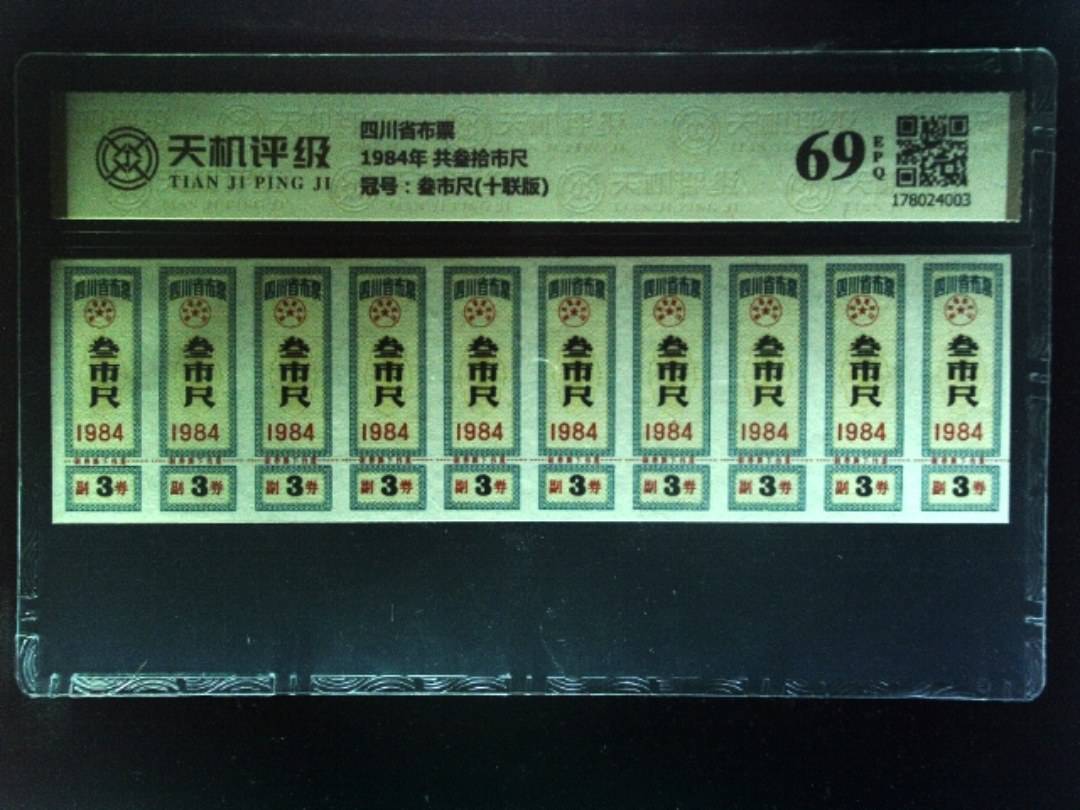 天机评级
TIAN JI PING JI
四川省布票
1984年 共叁拾市尺
冠号：叁市尺(十联版)
69
EPQ
178024003
四川省布票 四川省布票 四川省布票 四川省布票 四川省布票 四川省布票 四川省布票 四川省布票 四川省布票 四川省布票
叁市尺 叁市尺 叁市尺 叁市尺 叁市尺 叁市尺 叁市尺 叁市尺 叁市尺 叁市尺
1984 1984 1984 1984 1984 1984 1984 1984 1984 1984
副3券 副3券 副3券 副3券 副3券 副3券 副3券 副3券 副3券 副3券